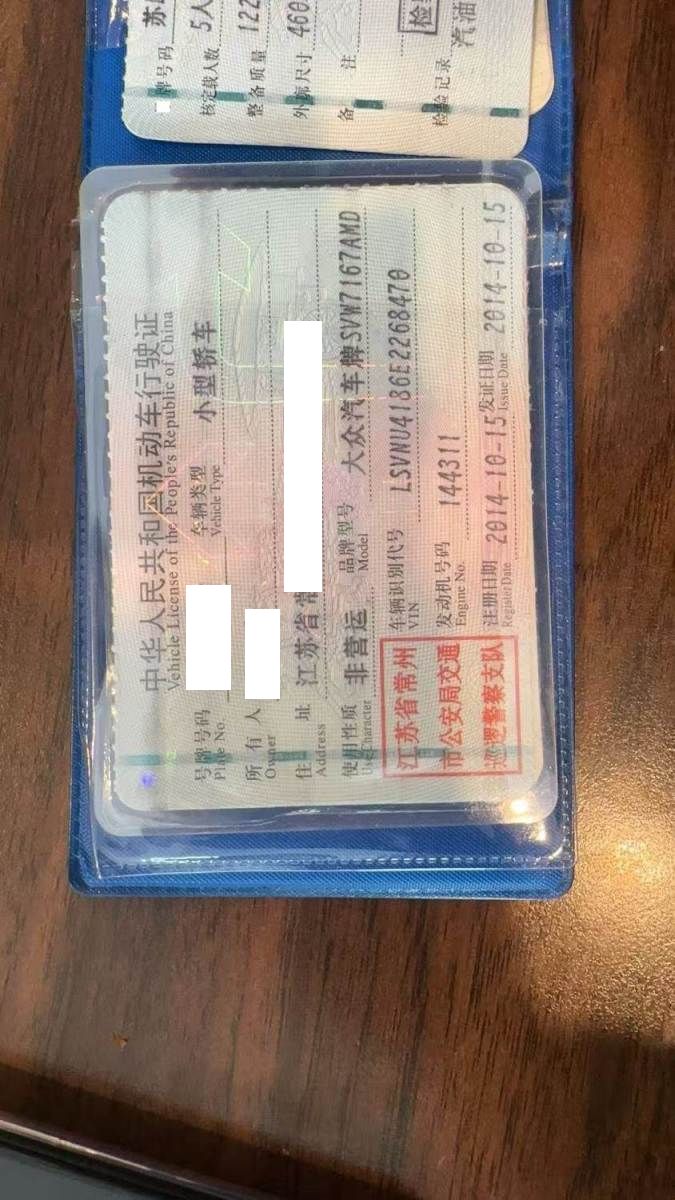 中华人民共和国机动车行驶证
Vehicle License of the People's Republic of China
号牌号码
Plate No.
车辆类型 小型轿车
Vehicle Type
所有人
Owner
住址 江苏省常
Address
使用性质 非营运 品牌型号 大众汽车牌SVW7167AMD
Use Character Model
江苏省常州
市公安局交通
巡逻警察支队
车辆识别代号 LSVNU4186E2268470
VIN
发动机号码 144311
Engine No.
注册日期 2014-10-15 发证日期 2014-10-15
Register Date Issue Date
牌号码 苏
核定载人数 5人
整备质量 122
外廓尺寸 460
备注
检验记录
汽油